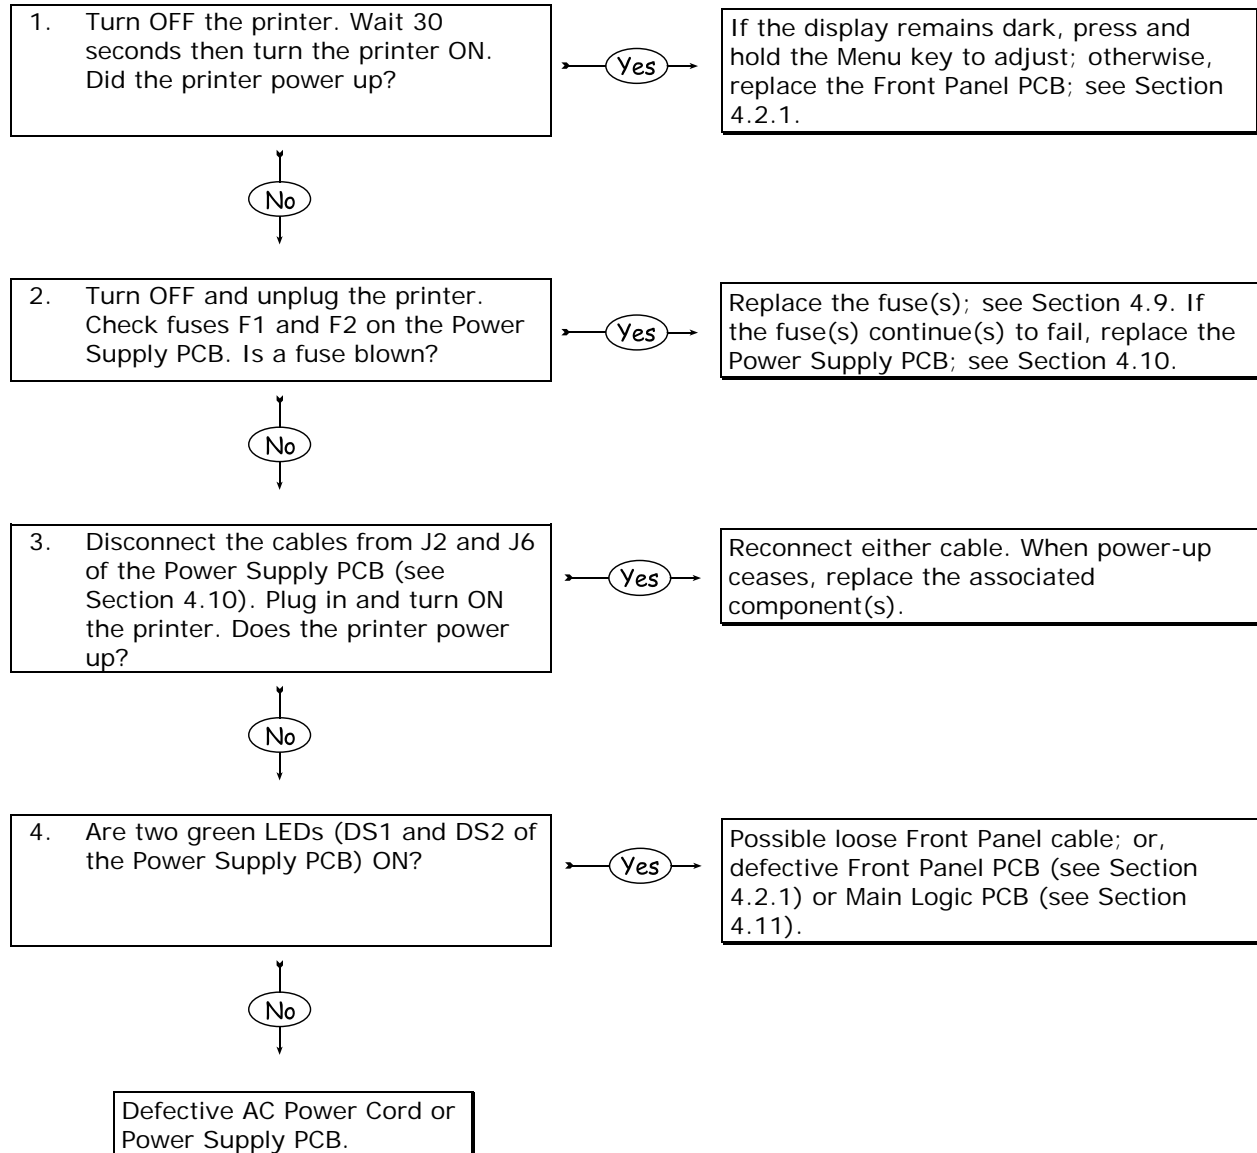 1. Turn OFF the printer. Wait 30
seconds then turn the printer ON.
Did the printer power up?
Yes
If the display remains dark, press and
hold the Menu key to adjust; otherwise,
replace the Front Panel PCB; see Section
4.2.1.
No
2. Turn OFF and unplug the printer.
Check fuses F1 and F2 on the Power
Supply PCB. Is a fuse blown?
Yes
Replace the fuse(s); see Section 4.9. If
the fuse(s) continue(s) to fail, replace the
Power Supply PCB; see Section 4.10.
No
3. Disconnect the cables from J2 and J6
of the Power Supply PCB (see
Section 4.10). Plug in and turn ON
the printer. Does the printer power
up?
Yes
Reconnect either cable. When power-up
ceases, replace the associated
component(s).
No
4. Are two green LEDs (DS1 and DS2 of
the Power Supply PCB) ON?
Yes
Possible loose Front Panel cable; or,
defective Front Panel PCB (see Section
4.2.1) or Main Logic PCB (see Section
4.11).
No
Defective AC Power Cord or
Power Supply PCB.